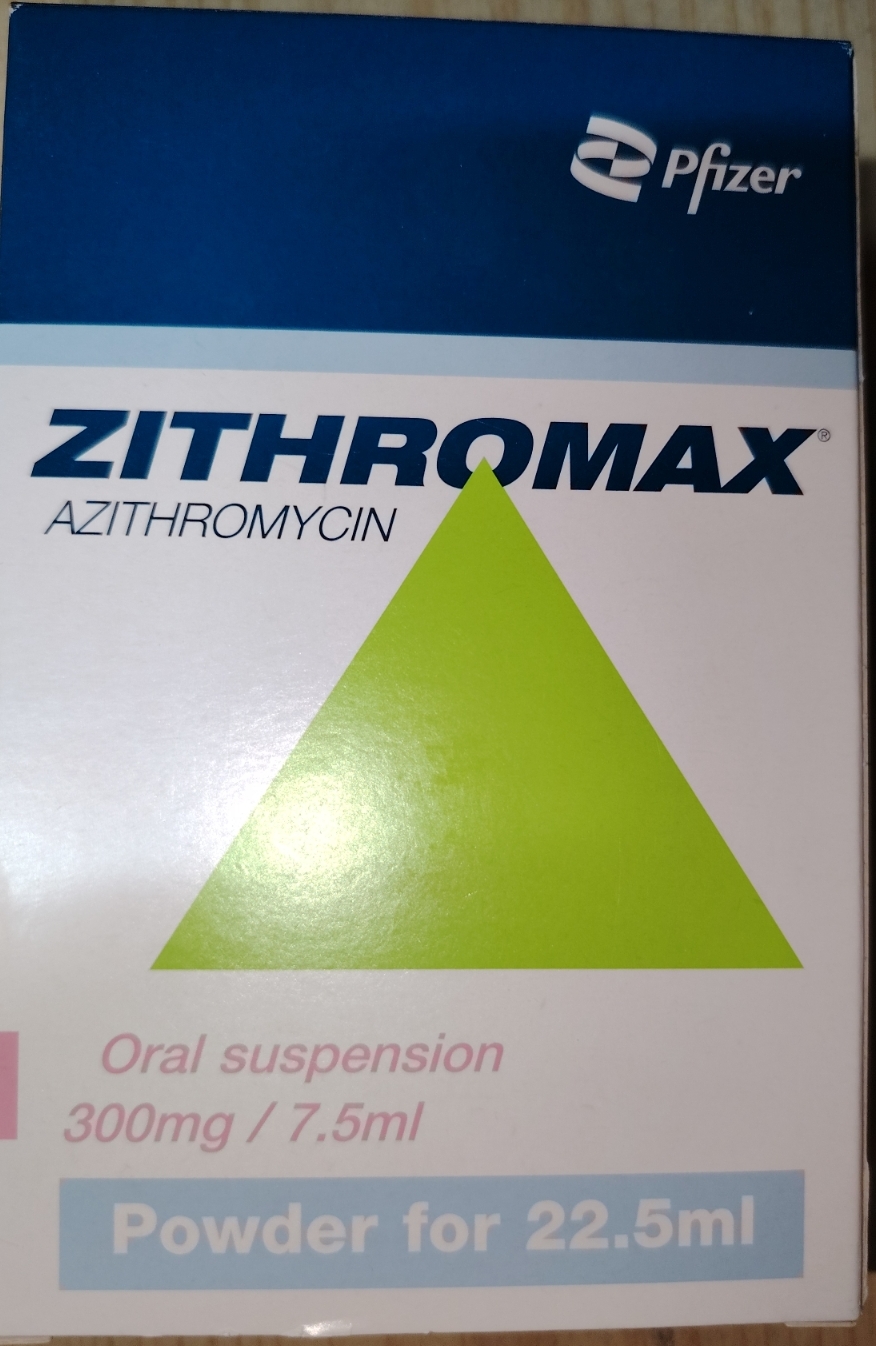 Pfizer
ZITHROMAX®
AZITHROMYCIN
Oral suspension
300mg / 7.5ml
Powder for 22.5ml